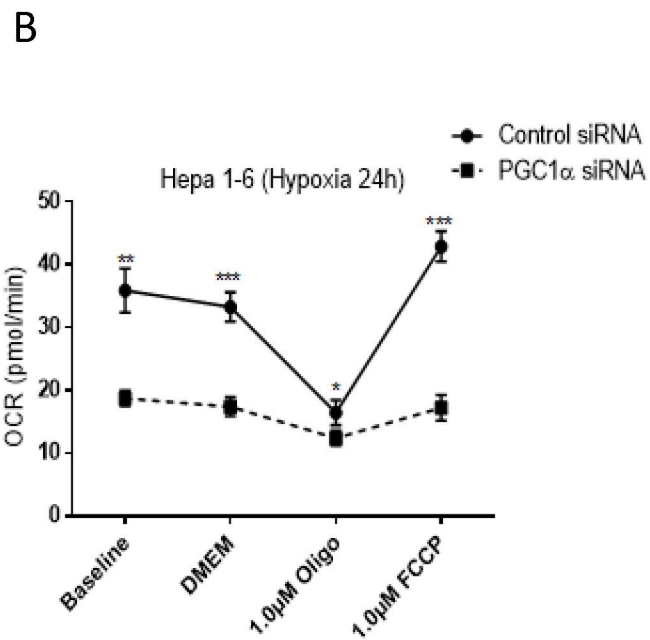 B
Control siRNA
PGC1α siRNA
Hepa 1-6 (Hypoxia 24h)
OCR (pmol/min)
50
40
30
20
10
0
**
***
*
***
Baseline
DMEM
1.0µM Oligo
1.0µM FCCP